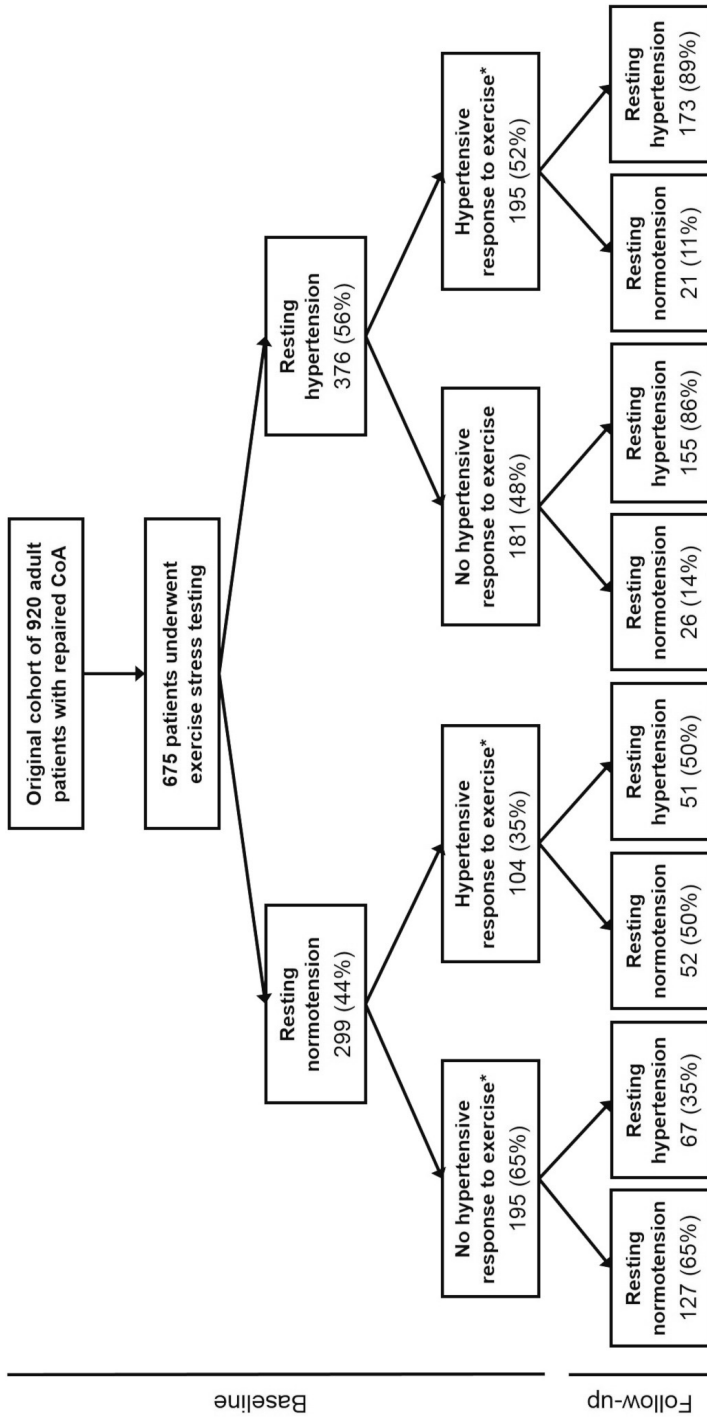 Original cohort of 920 adult
patients with repaired CoA
675 patients underwent
exercise stress testing
Resting
normotension
299 (44%)
Resting
hypertension
376 (56%)
No hypertensive
response to exercise*
195 (65%)
Hypertensive
response to exercise*
104 (35%)
No hypertensive
response to exercise
181 (48%)
Hypertensive
response to exercise*
195 (52%)
Resting
normotension
127 (65%)
Resting
hypertension
67 (35%)
Resting
normotension
52 (50%)
Resting
hypertension
51 (50%)
Resting
normotension
26 (14%)
Resting
hypertension
155 (86%)
Resting
normotension
21 (11%)
Resting
hypertension
173 (89%)
Baseline
Follow-up